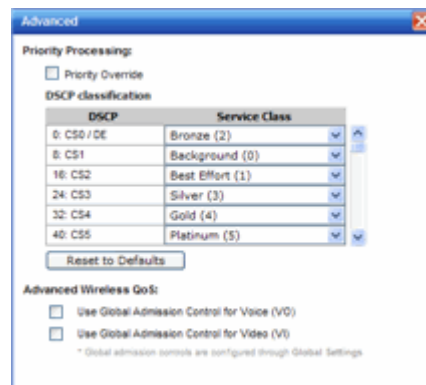 Advanced
Priority Processing:
Priority Override
DSCP classification
DSCP Service Class
0: CS0 / DE Bronze (2)
8: CS1 Background (0)
16: CS2 Best Effort (1)
24: CS3 Silver (3)
32: CS4 Gold (4)
40: CS5 Platinum (5)
Reset to Defaults
Advanced Wireless QoS:
Use Global Admission Control for Voice (VO)
Use Global Admission Control for Video (VI)
* Global admission controls are configured through Global Settings